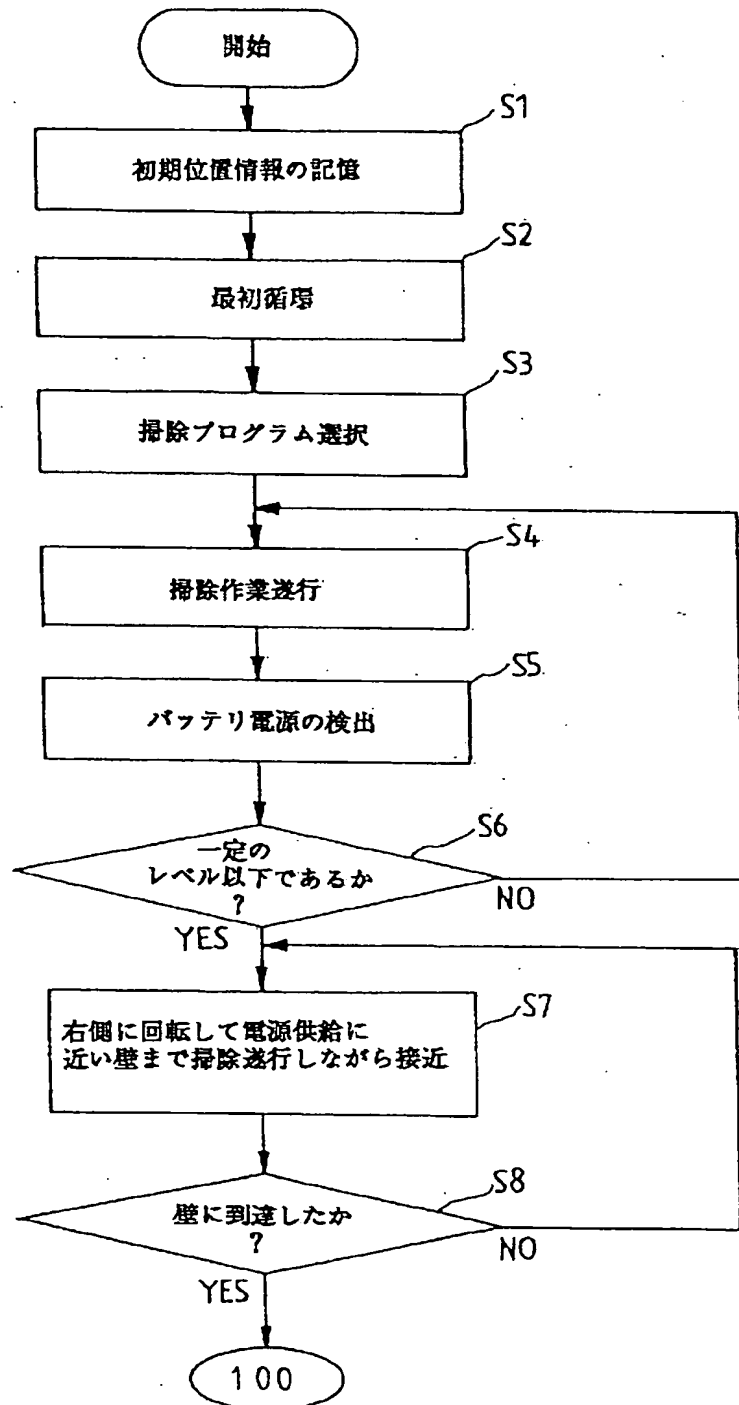 開始
S1
初期位置情報の記憶
S2
最初循環
S3
掃除プログラム選択
S4
掃除作業遂行
S5
バッテリ電源の検出
S6
一定の
レベル以下であるか
?
NO
YES
S7
右側に回転して電源供給に
近い壁まで掃除遂行しながら接近
S8
壁に到達したか
?
NO
YES
100